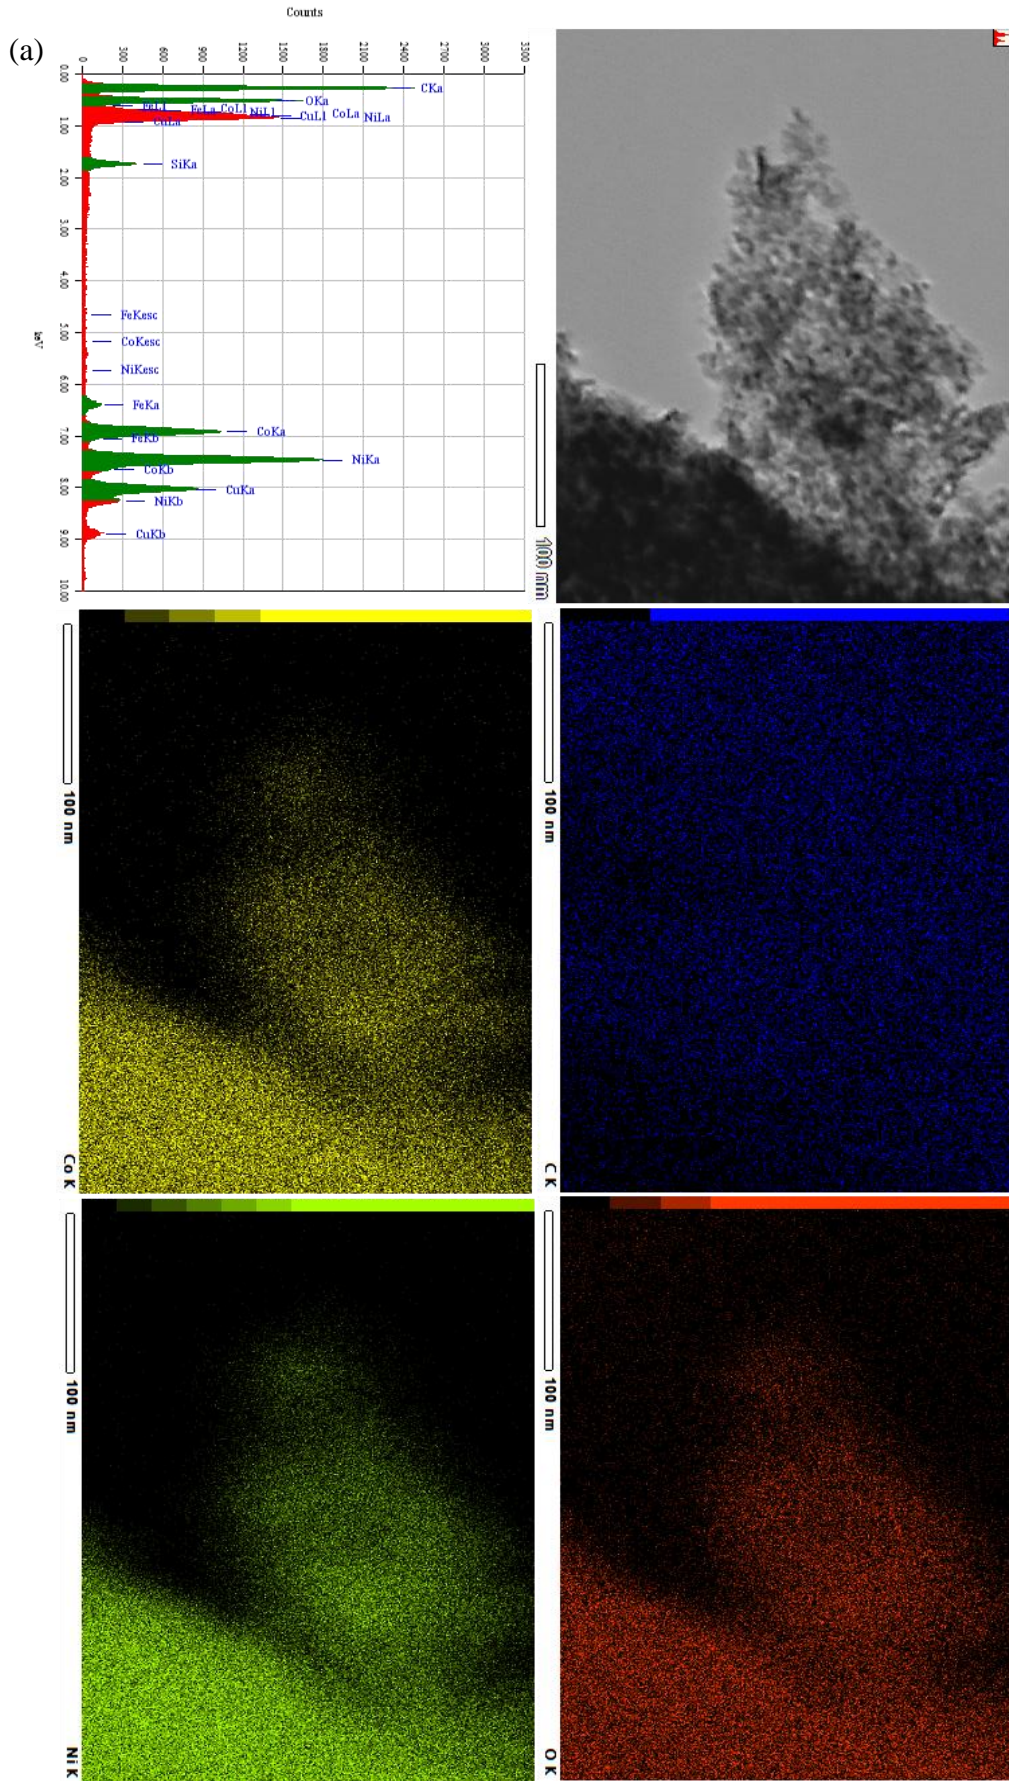 (a)
Counts
0
300
600
900
1200
1500
1800
2100
2400
2700
3000
3300
keV
0.00
1.00
2.00
3.00
4.00
5.00
6.00
7.00
8.00
9.00
10.00
CKa
OKa
FeLl
FeLa
CoLl
NiLl
CuLl
CoLa
NiLa
CuLa
SiKa
FeKesc
CoKesc
NiKesc
FeKa
CoKa
FeKb
NiKa
CoKb
CuKa
NiKb
CuKb
100 nm
100 nm
Co K
100 nm
C K
100 nm
Ni K
100 nm
O K